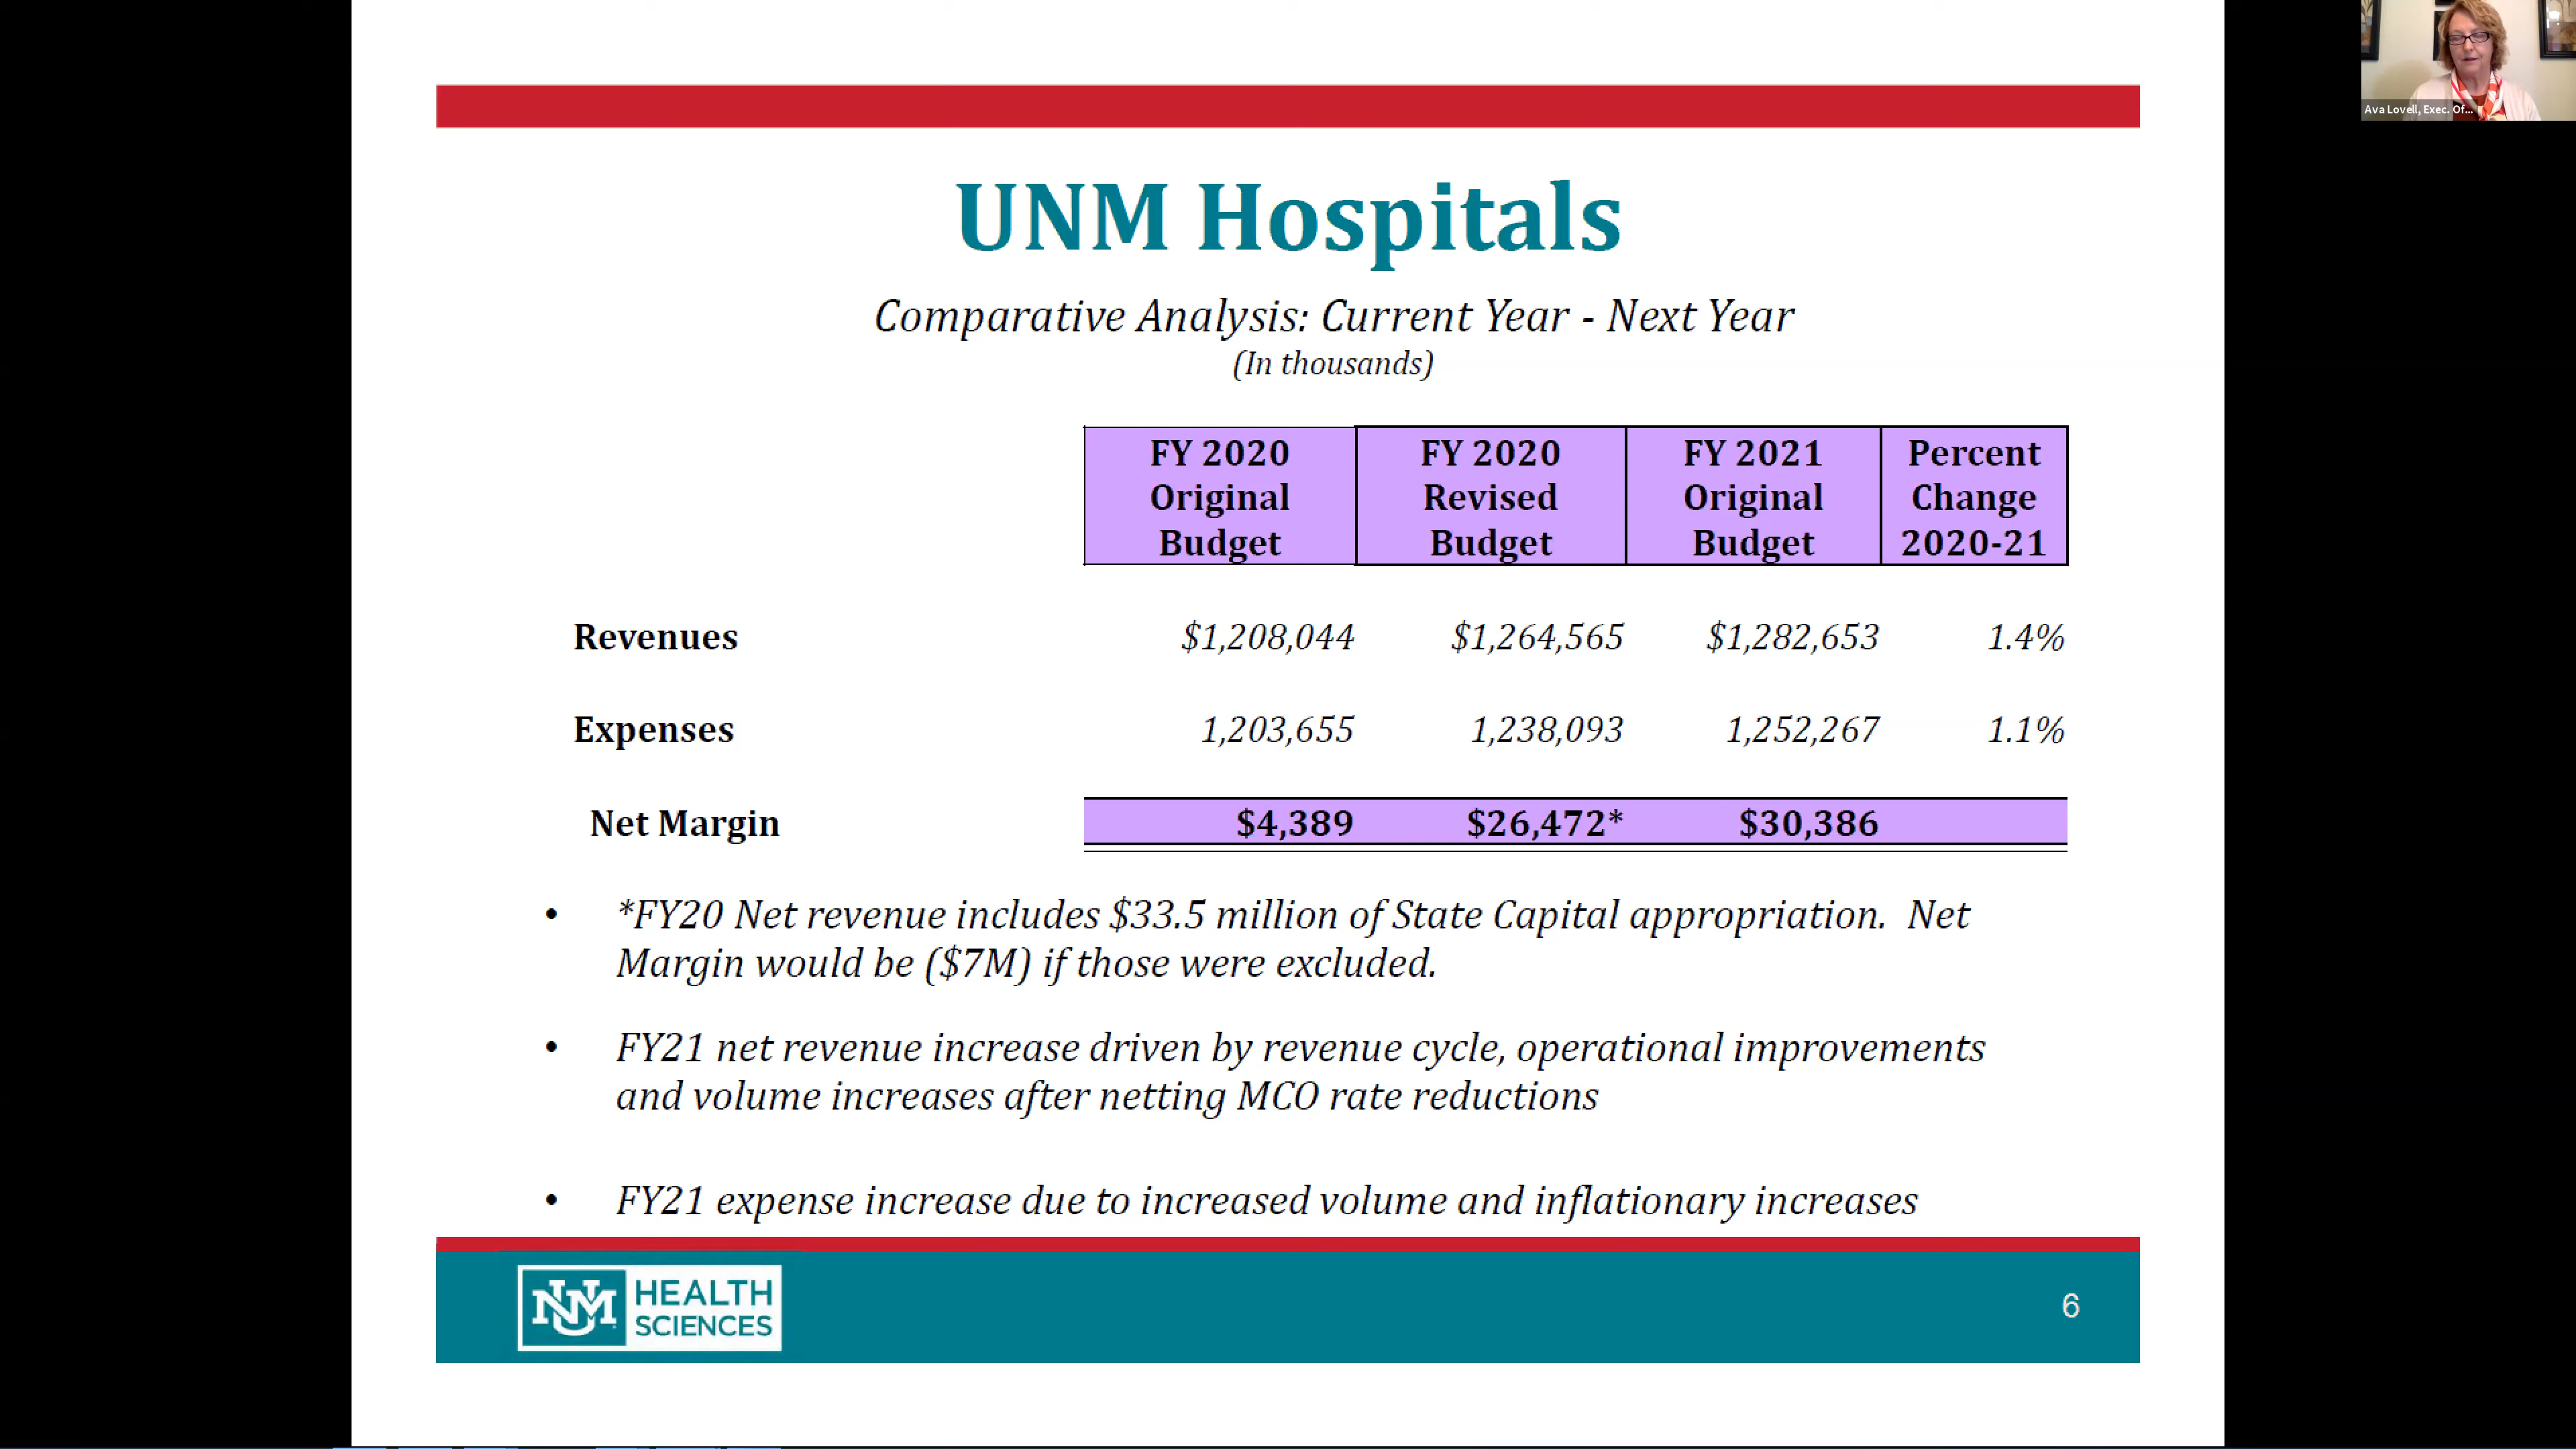 Ava Lovell, Exec. Of...
UNM Hospitals
Comparative Analysis: Current Year - Next Year
(In thousands)
FY 2020 Original Budget
FY 2020 Revised Budget
FY 2021 Original Budget
Percent Change 2020-21
Revenues $1,208,044 $1,264,565 $1,282,653 1.4%
Expenses 1,203,655 1,238,093 1,252,267 1.1%
Net Margin $4,389 $26,472* $30,386
• *FY20 Net revenue includes $33.5 million of State Capital appropriation. Net
Margin would be ($7M) if those were excluded.
• FY21 net revenue increase driven by revenue cycle, operational improvements
and volume increases after netting MCO rate reductions
• FY21 expense increase due to increased volume and inflationary increases
UNM HEALTH
SCIENCES
6